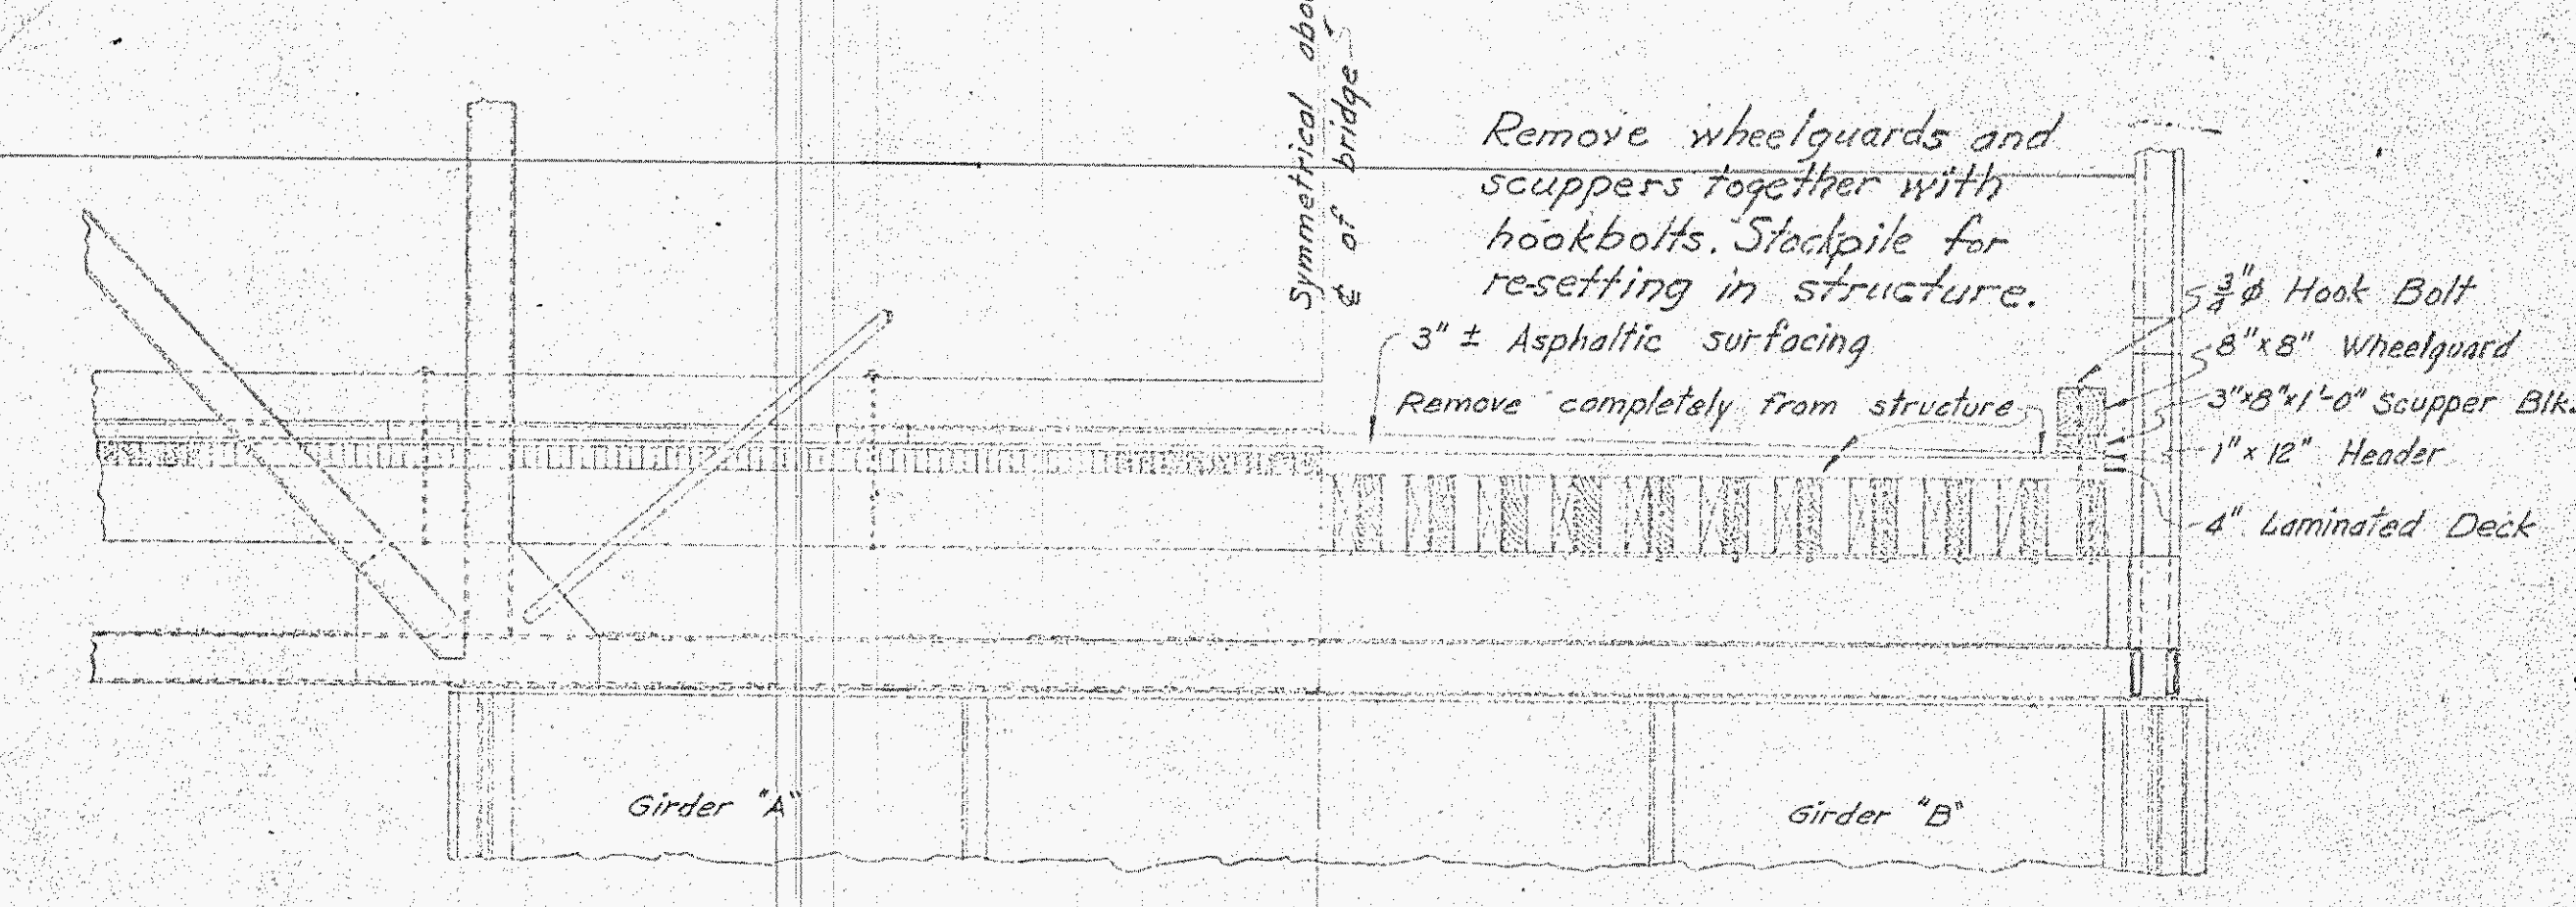 Symmetrical abou
℄ of bridge
Remove wheelguards and
scuppers together with
hookbolts. Stockpile for
re-setting in structure.
3" ± Asphaltic surfacing
Remove completely from structure
3/4"ϕ Hook Bolt
8"x8" Wheelguard
3"x8"x1'-0" Scupper Blk.
1"x 12" Header
4" Laminated Deck
Girder "A"
Girder "B"